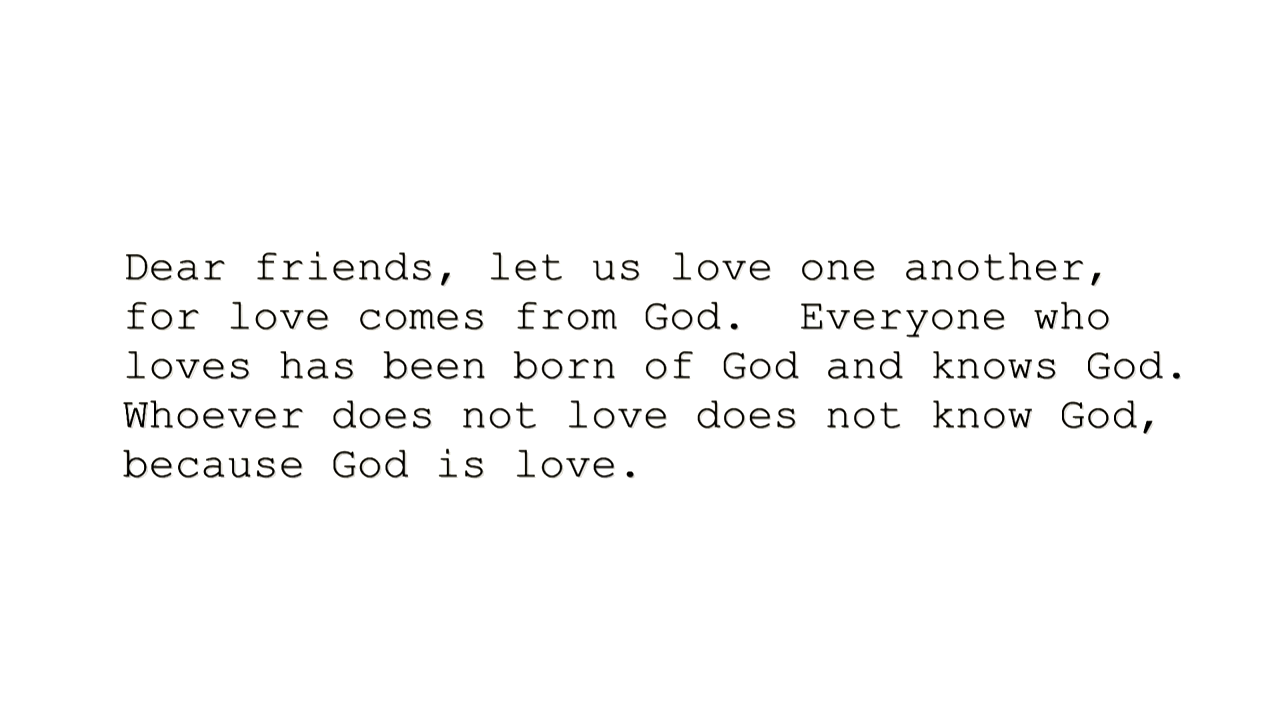 Dear friends, let us love one another,
for love comes from God.  Everyone who
loves has been born of God and knows God.
Whoever does not love does not know God,
because God is love.